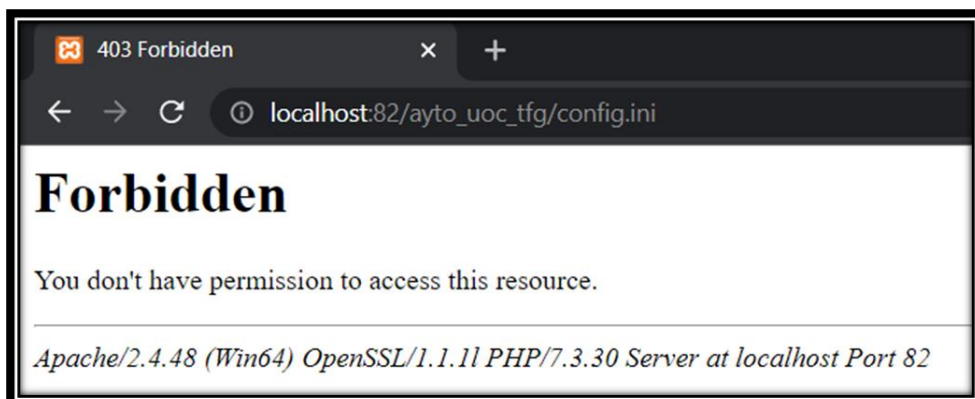 403 Forbidden
localhost:82/ayto_uoc_tfg/config.ini
Forbidden
You don't have permission to access this resource.
Apache/2.4.48 (Win64) OpenSSL/1.1.1l PHP/7.3.30 Server at localhost Port 82